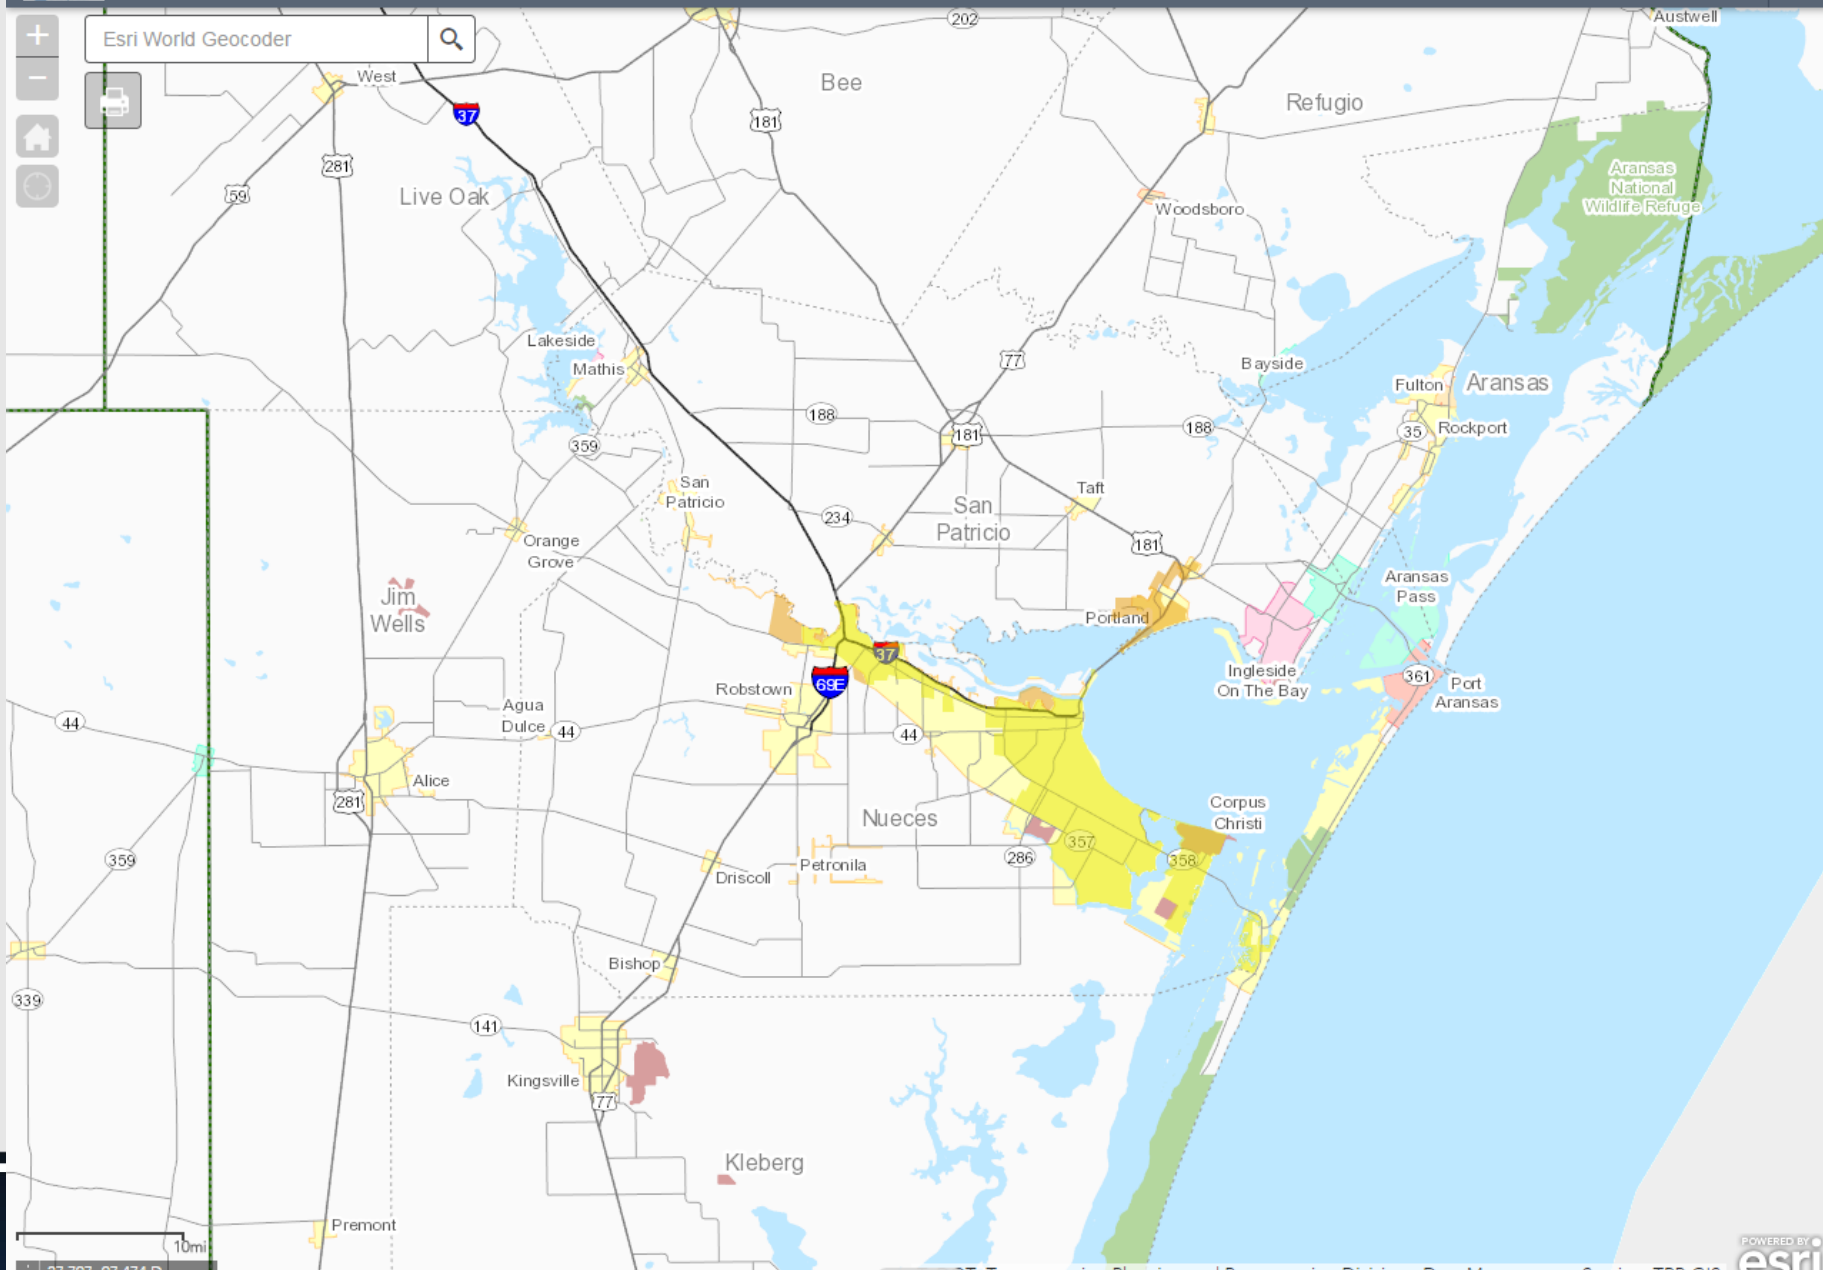 Esri World Geocoder
202
Austwell
West
Bee
37
Refugio
181
281
Aransas
National
Wildlife Refuge
59
Live Oak
Woodsboro
Lakeside
77
Bayside
Mathis
Fulton
Aransas
188
188
181
35
Rockport
359
San
Patricio
Taft
234
San
Patricio
Orange
Grove
181
Aransas
Pass
Jim
Wells
Portland
37
Ingleside
On The Bay
69E
361
Port
Aransas
Robstown
Agua
Dulce
44
44
44
Alice
281
Corpus
Christi
Nueces
357
359
286
358
Petronila
Driscoll
Bishop
339
141
Kingsville
77
Kleberg
Premont
10mi
POWERED BY
esri